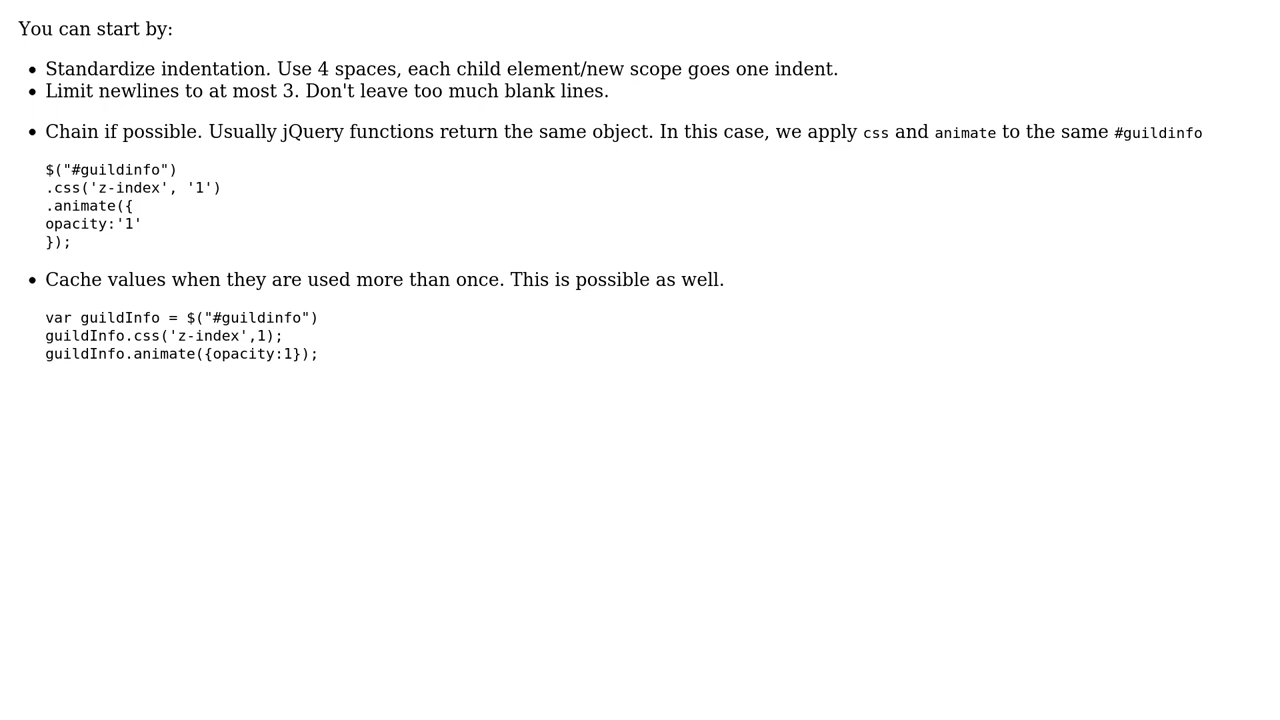 You can start by:
Standardize indentation. Use 4 spaces, each child element/new scope goes one indent.
Limit newlines to at most 3. Don't leave too much blank lines.
Chain if possible. Usually jQuery functions return the same object. In this case, we apply css and animate to the same #guildinfo
$("#guildinfo")
.css('z-index', '1')
.animate({
opacity:'1'
});
Cache values when they are used more than once. This is possible as well.
var guildInfo = $("#guildinfo")
guildInfo.css('z-index',1);
guildInfo.animate({opacity:1});